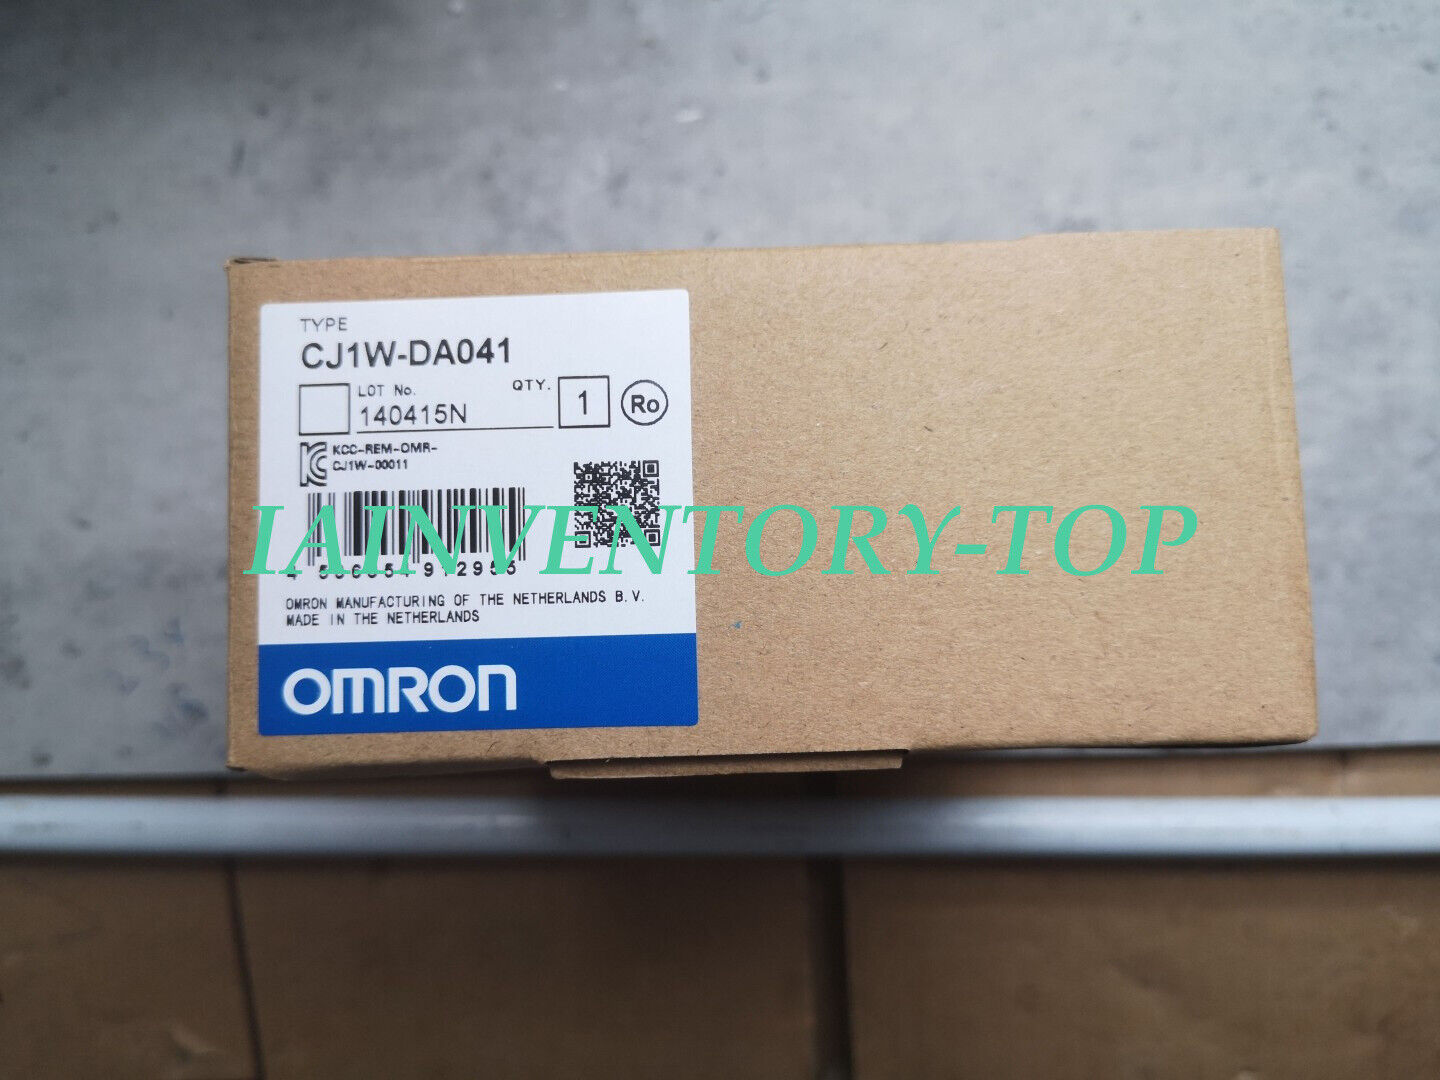 TYPE
CJ1W-DA041
LOT No.
QTY.
140415N
1
Ro
KCC-REM-OMR-
CJ1W-00011
IAINVENTORY-TOP
OMRON MANUFACTURING OF THE NETHERLANDS B.V.
MADE IN THE NETHERLANDS
OMRON